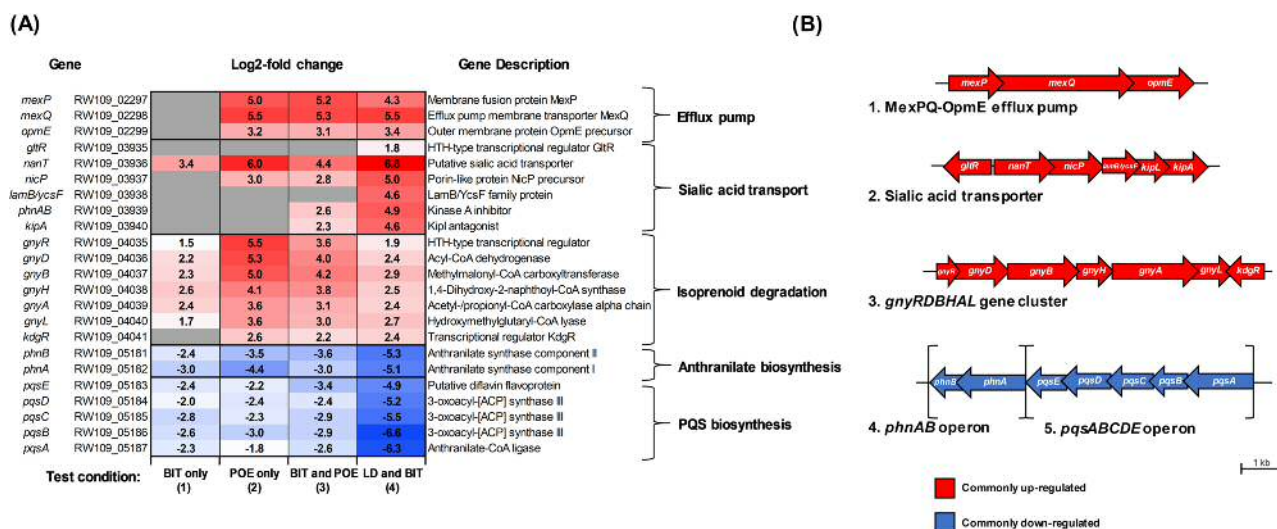 (A)
Gene Log2-fold change Gene Description
mexP RW109_02297 5.0 5.2 4.3 Membrane fusion protein MexP
mexQ RW109_02298 5.5 5.3 5.5 Efflux pump membrane transporter MexQ
opmE RW109_02299 3.2 3.1 3.4 Outer membrane protein OpmE precursor
Efflux pump
gltR RW109_03935 1.8 HTH-type transcriptional regulator GltR
nanT RW109_03936 3.4 6.0 4.4 6.8 Putative sialic acid transporter
nicP RW109_03937 3.0 2.8 5.0 Porin-like protein NicP precursor
lamB/ycsF RW109_03938 4.6 LamB/YcsF family protein
phnAB RW109_03939 2.6 4.9 Kinase A inhibitor
kipA RW109_03940 2.3 4.6 KipI antagonist
Sialic acid transport
gnyR RW109_04035 1.5 5.5 3.6 1.9 HTH-type transcriptional regulator
gnyD RW109_04036 2.2 5.3 4.0 2.4 Acyl-CoA dehydrogenase
gnyB RW109_04037 2.3 5.0 4.2 2.9 Methylmalonyl-CoA carboxyltransferase
gnyH RW109_04038 2.6 4.1 3.8 2.5 1,4-Dihydroxy-2-naphthoyl-CoA synthase
gnyA RW109_04039 2.4 3.6 3.1 2.4 Acetyl-/propionyl-CoA carboxylase alpha chain
gnyL RW109_04040 1.7 3.6 3.0 2.7 Hydroxymethylglutaryl-CoA lyase
kdgR RW109_04041 2.6 2.2 2.4 Transcriptional regulator KdgR
Isoprenoid degradation
phnB RW109_05181 -2.4 -3.5 -3.6 -5.3 Anthranilate synthase component II
phnA RW109_05182 -3.0 -4.4 -3.0 -5.1 Anthranilate synthase component I
Anthranilate biosynthesis
pqsE RW109_05183 -2.4 -2.2 -3.4 -4.9 Putative diflavin flavoprotein
pqsD RW109_05184 -2.0 -2.4 -2.4 -5.2 3-oxoacyl-[ACP] synthase III
pqsC RW109_05185 -2.8 -2.3 -2.9 -5.5 3-oxoacyl-[ACP] synthase III
pqsB RW109_05186 -2.6 -3.0 -2.9 -6.6 3-oxoacyl-[ACP] synthase III
pqsA RW109_05187 -2.3 -1.8 -2.6 -6.3 Anthranilate-CoA ligase
PQS biosynthesis
Test condition: BIT only POE only BIT and POE LD and BIT
(1) (2) (3) (4)
(B)
mexP mexQ opmE
1. MexPQ-OpmE efflux pump
gltR nanT nicP lamB/ycsF kipL kipA
2. Sialic acid transporter
gnyR gnyD gnyB gnyH gnyA gnyL kdgR
3. gnyRDBHAL gene cluster
phnB phnA pqsE pqsD pqsC pqsB pqsA
4. phnAB operon 5. pqsABCDE operon
1 kb
Commonly up-regulated
Commonly down-regulated